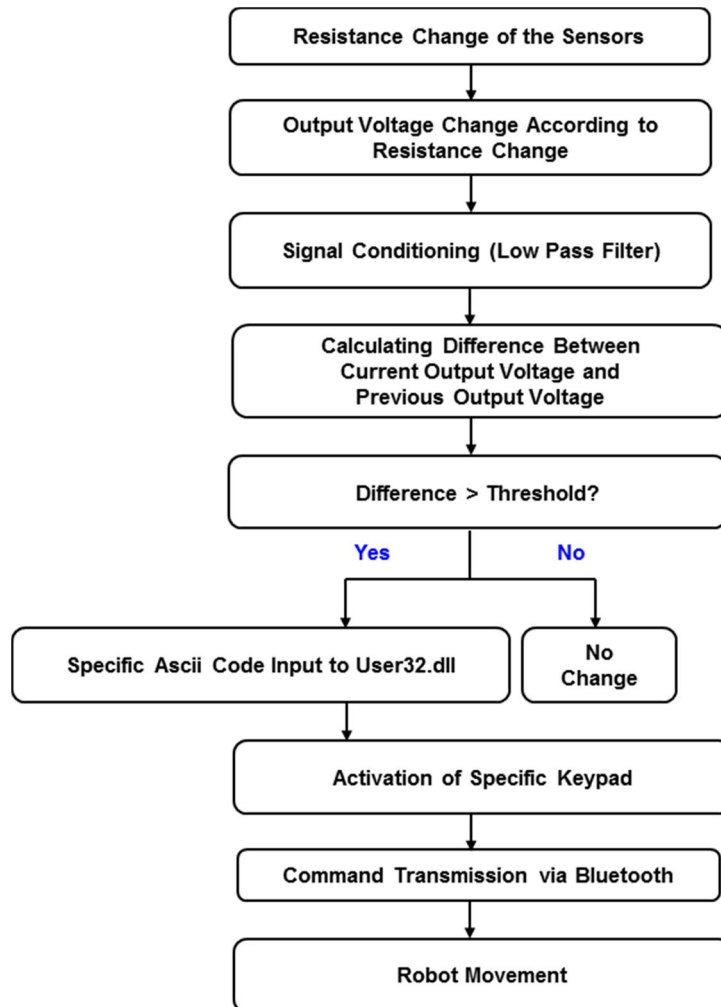 Resistance Change of the Sensors
Output Voltage Change According to
Resistance Change
Signal Conditioning (Low Pass Filter)
Calculating Difference Between
Current Output Voltage and
Previous Output Voltage
Difference > Threshold?
Yes
No
Specific Ascii Code Input to User32.dll
No
Change
Activation of Specific Keypad
Command Transmission via Bluetooth
Robot Movement